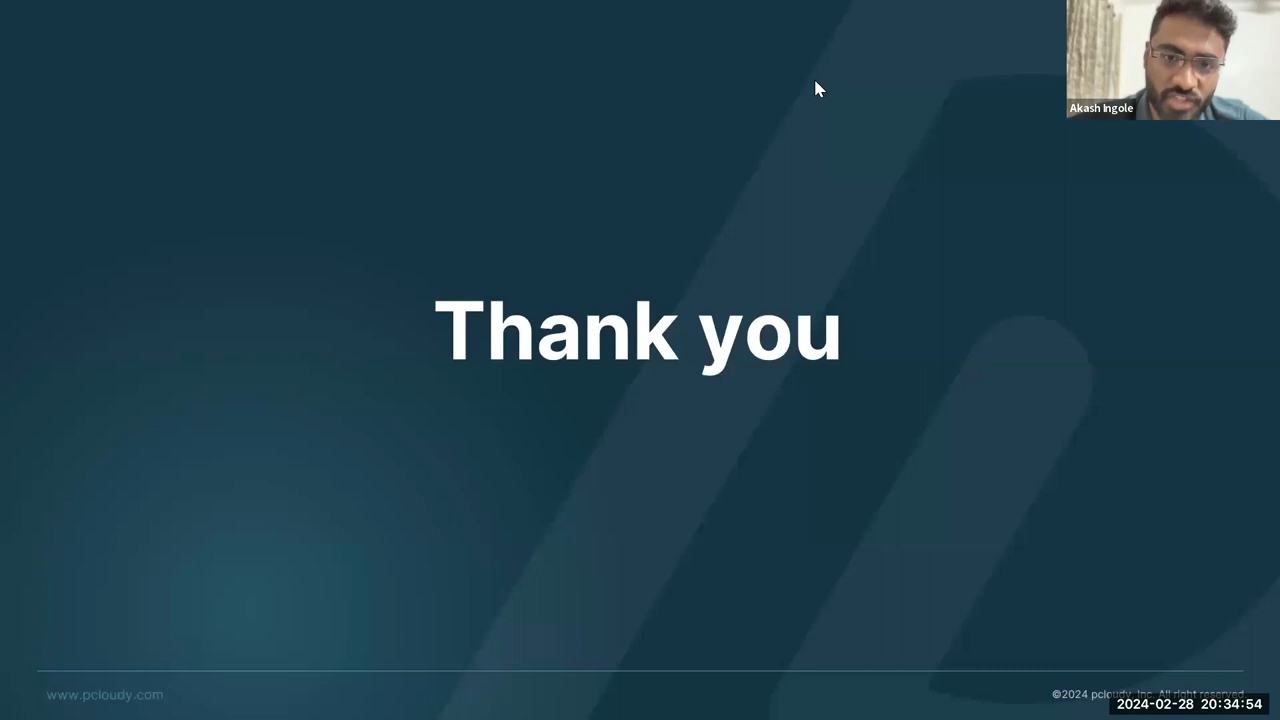 Akash Ingole
Thank you
www.pcloudy.com
©2024 pcloudy, Inc. All right reserved.
2024-02-28 20:34:54